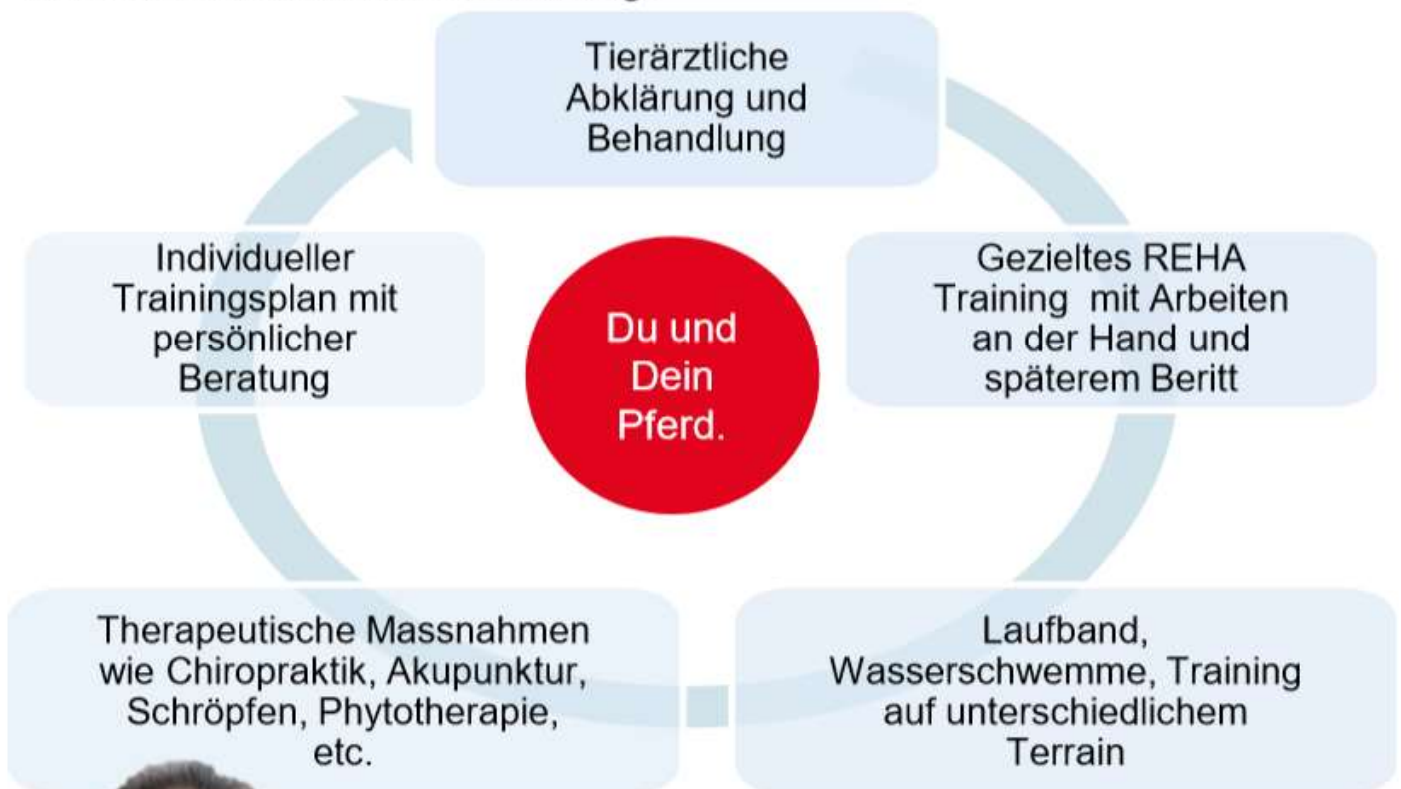 Tierärztliche
Abklärung und
Behandlung
Individueller
Trainingsplan mit
persönlicher
Beratung
Du und
Dein
Pferd.
Gezieltes REHA
Training mit Arbeiten
an der Hand und
späterem Beritt
Therapeutische Massnahmen
wie Chiropraktik, Akupunktur,
Schröpfen, Phytotherapie,
etc.
Laufband,
Wasserschwemme, Training
auf unterschiedlichem
Terrain